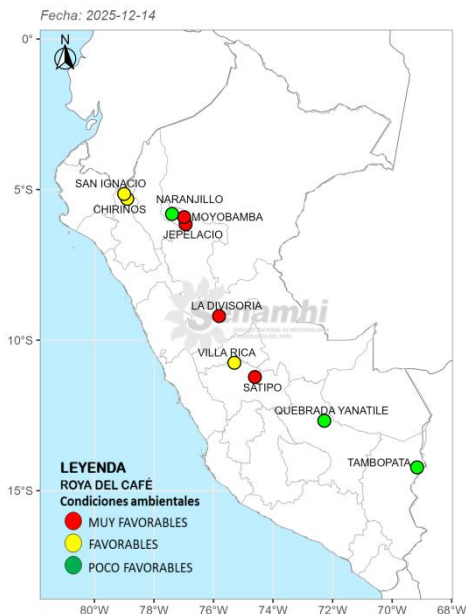 Fecha: 2025-12-14
N
0°
5°S
10°S
15°S
SAN IGNACIO
CHIRINOS
NARANJILLO
MOYOBAMBA
JEPELACIO
LA DIVISORIA
Senamhi
VILLA RICA
SATIPO
QUEBRADA YANATILE
TAMBOPATA
LEYENDA
ROYA DEL CAFÉ
Condiciones ambientales
MUY FAVORABLES
FAVORABLES
POCO FAVORABLES
80°W 78°W 76°W 74°W 72°W 70°W 68°W